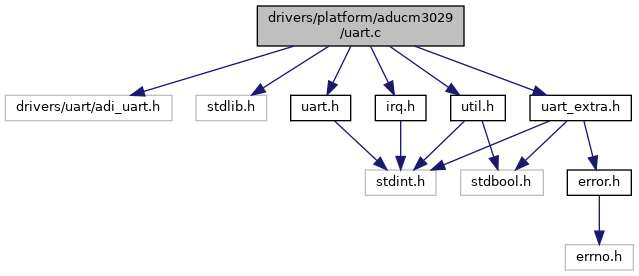 drivers/platform/aducm3029
/uart.c
drivers/uart/adi_uart.h
stdlib.h
uart.h
irq.h
util.h
uart_extra.h
stdint.h
stdbool.h
error.h
errno.h